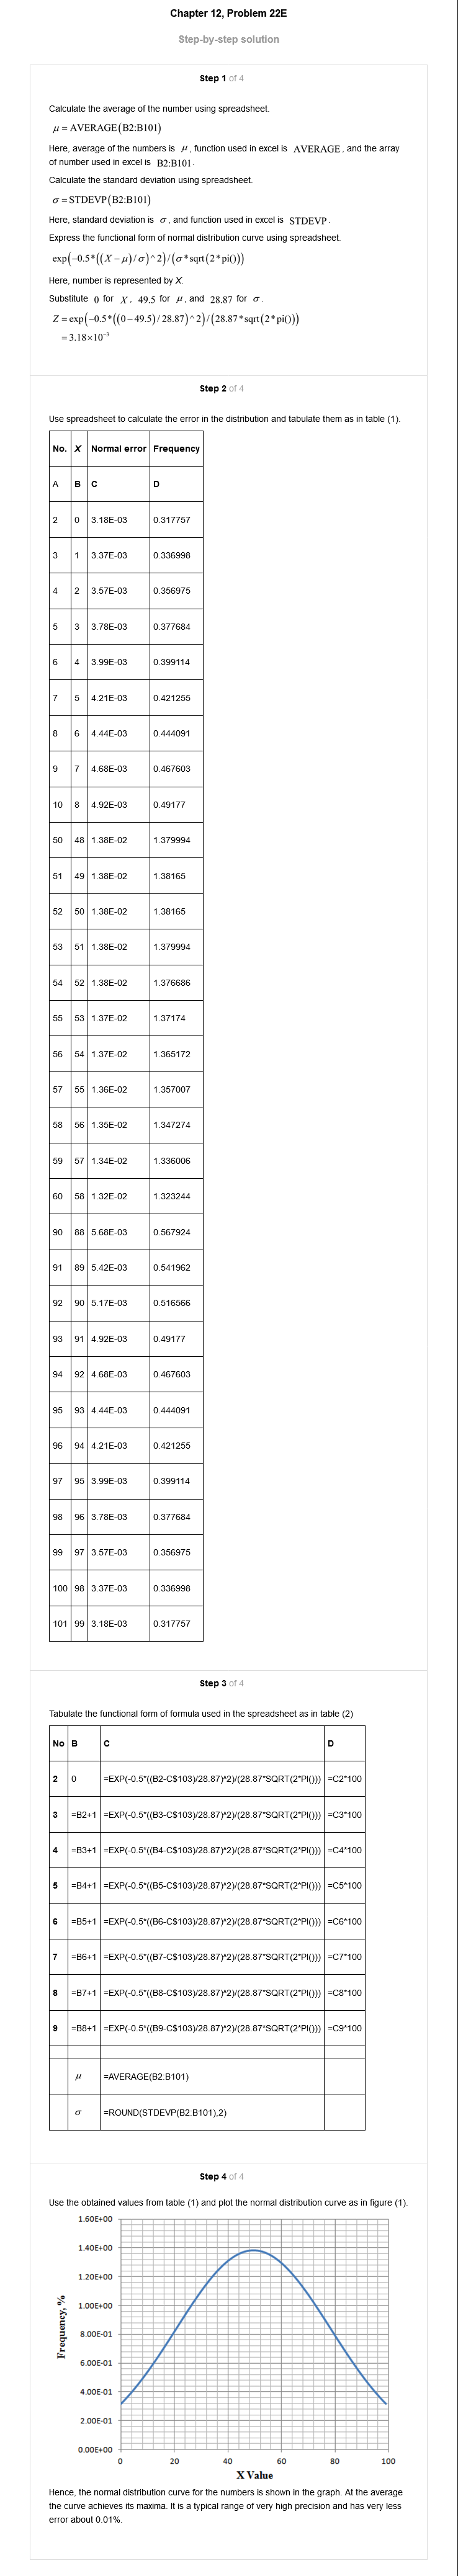 Chapter 12, Problem 22E
Step-by-step solution
Step 1 of 4
Calculate the average of the number using spreadsheet.
μ = AVERAGE(B2:B101)
Here, average of the numbers is μ, function used in excel is AVERAGE, and the array
of number used in excel is B2:B101.
Calculate the standard deviation using spreadsheet.
σ = STDEVP(B2:B101)
Here, standard deviation is σ, and function used in excel is STDEVP.
Express the functional form of normal distribution curve using spreadsheet.
exp(−0.5*((X−μ)/σ)^2)/(σ*sqrt(2*pi()))
Here, number is represented by X.
Substitute 0 for X, 49.5 for μ, and 28.87 for σ.
Z = exp(−0.5*((0−49.5)/28.87)^2)/(28.87*sqrt(2*pi()))
= 3.18×10⁻³
Step 2 of 4
Use spreadsheet to calculate the error in the distribution and tabulate them as in table (1).
No. X Normal error Frequency
A B C D
2 0 3.18E-03 0.317757
3 1 3.37E-03 0.336998
4 2 3.57E-03 0.356975
5 3 3.78E-03 0.377684
6 4 3.99E-03 0.399114
7 5 4.21E-03 0.421255
8 6 4.44E-03 0.444091
9 7 4.68E-03 0.467603
10 8 4.92E-03 0.49177
50 48 1.38E-02 1.379994
51 49 1.38E-02 1.38165
52 50 1.38E-02 1.38165
53 51 1.38E-02 1.379994
54 52 1.38E-02 1.376686
55 53 1.37E-02 1.37174
56 54 1.37E-02 1.365172
57 55 1.36E-02 1.357007
58 56 1.35E-02 1.347274
59 57 1.34E-02 1.336006
60 58 1.32E-02 1.323244
90 88 5.68E-03 0.567924
91 89 5.42E-03 0.541962
92 90 5.17E-03 0.516566
93 91 4.92E-03 0.49177
94 92 4.68E-03 0.467603
95 93 4.44E-03 0.444091
96 94 4.21E-03 0.421255
97 95 3.99E-03 0.399114
98 96 3.78E-03 0.377684
99 97 3.57E-03 0.356975
100 98 3.37E-03 0.336998
101 99 3.18E-03 0.317757
Step 3 of 4
Tabulate the functional form of formula used in the spreadsheet as in table (2)
No B C D
2 0 =EXP(-0.5*((B2-C$103)/28.87)^2)/(28.87*SQRT(2*PI())) =C2*100
3 =B2+1 =EXP(-0.5*((B3-C$103)/28.87)^2)/(28.87*SQRT(2*PI())) =C3*100
4 =B3+1 =EXP(-0.5*((B4-C$103)/28.87)^2)/(28.87*SQRT(2*PI())) =C4*100
5 =B4+1 =EXP(-0.5*((B5-C$103)/28.87)^2)/(28.87*SQRT(2*PI())) =C5*100
6 =B5+1 =EXP(-0.5*((B6-C$103)/28.87)^2)/(28.87*SQRT(2*PI())) =C6*100
7 =B6+1 =EXP(-0.5*((B7-C$103)/28.87)^2)/(28.87*SQRT(2*PI())) =C7*100
8 =B7+1 =EXP(-0.5*((B8-C$103)/28.87)^2)/(28.87*SQRT(2*PI())) =C8*100
9 =B8+1 =EXP(-0.5*((B9-C$103)/28.87)^2)/(28.87*SQRT(2*PI())) =C9*100
μ =AVERAGE(B2:B101)
σ =ROUND(STDEVP(B2:B101),2)
Step 4 of 4
Use the obtained values from table (1) and plot the normal distribution curve as in figure (1).
1.60E+00
1.40E+00
1.20E+00
1.00E+00
8.00E-01
6.00E-01
4.00E-01
2.00E-01
0.00E+00
Frequency, %
0 20 40 60 80 100
X Value
Hence, the normal distribution curve for the numbers is shown in the graph. At the average
the curve achieves its maxima. It is a typical range of very high precision and has very less
error about 0.01%.